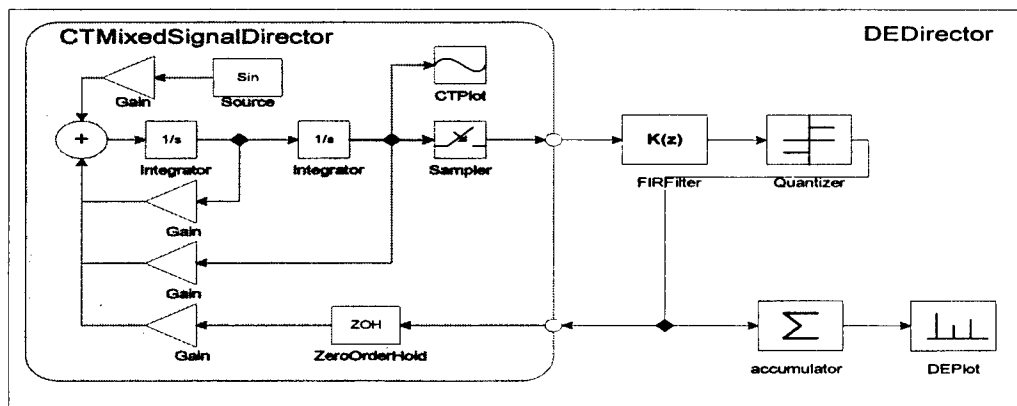 CTMixedSignalDirector
DEDirector
Sin
Gain
Source
CTPlot
+
1/s
1/s
K(z)
Integrator
Integrator
Sampler
FIRFilter
Quantizer
Gain
Gain
ZOH
Σ
Gain
ZeroOrderHold
accumulator
DEPlot